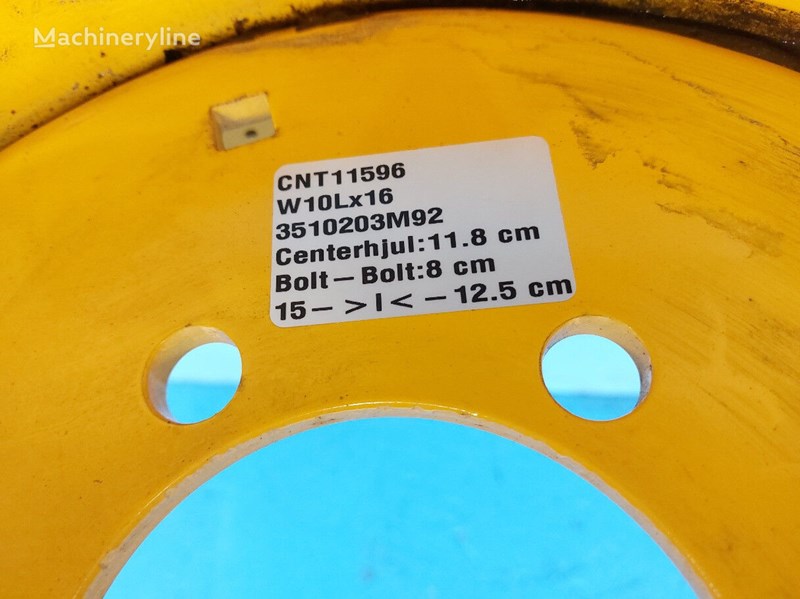 Machineryline
CNT11596
W10Lx16
3510203M92
Centerhjul:11.8 cm
Bolt—Bolt:8 cm
15— >I< —12.5 cm